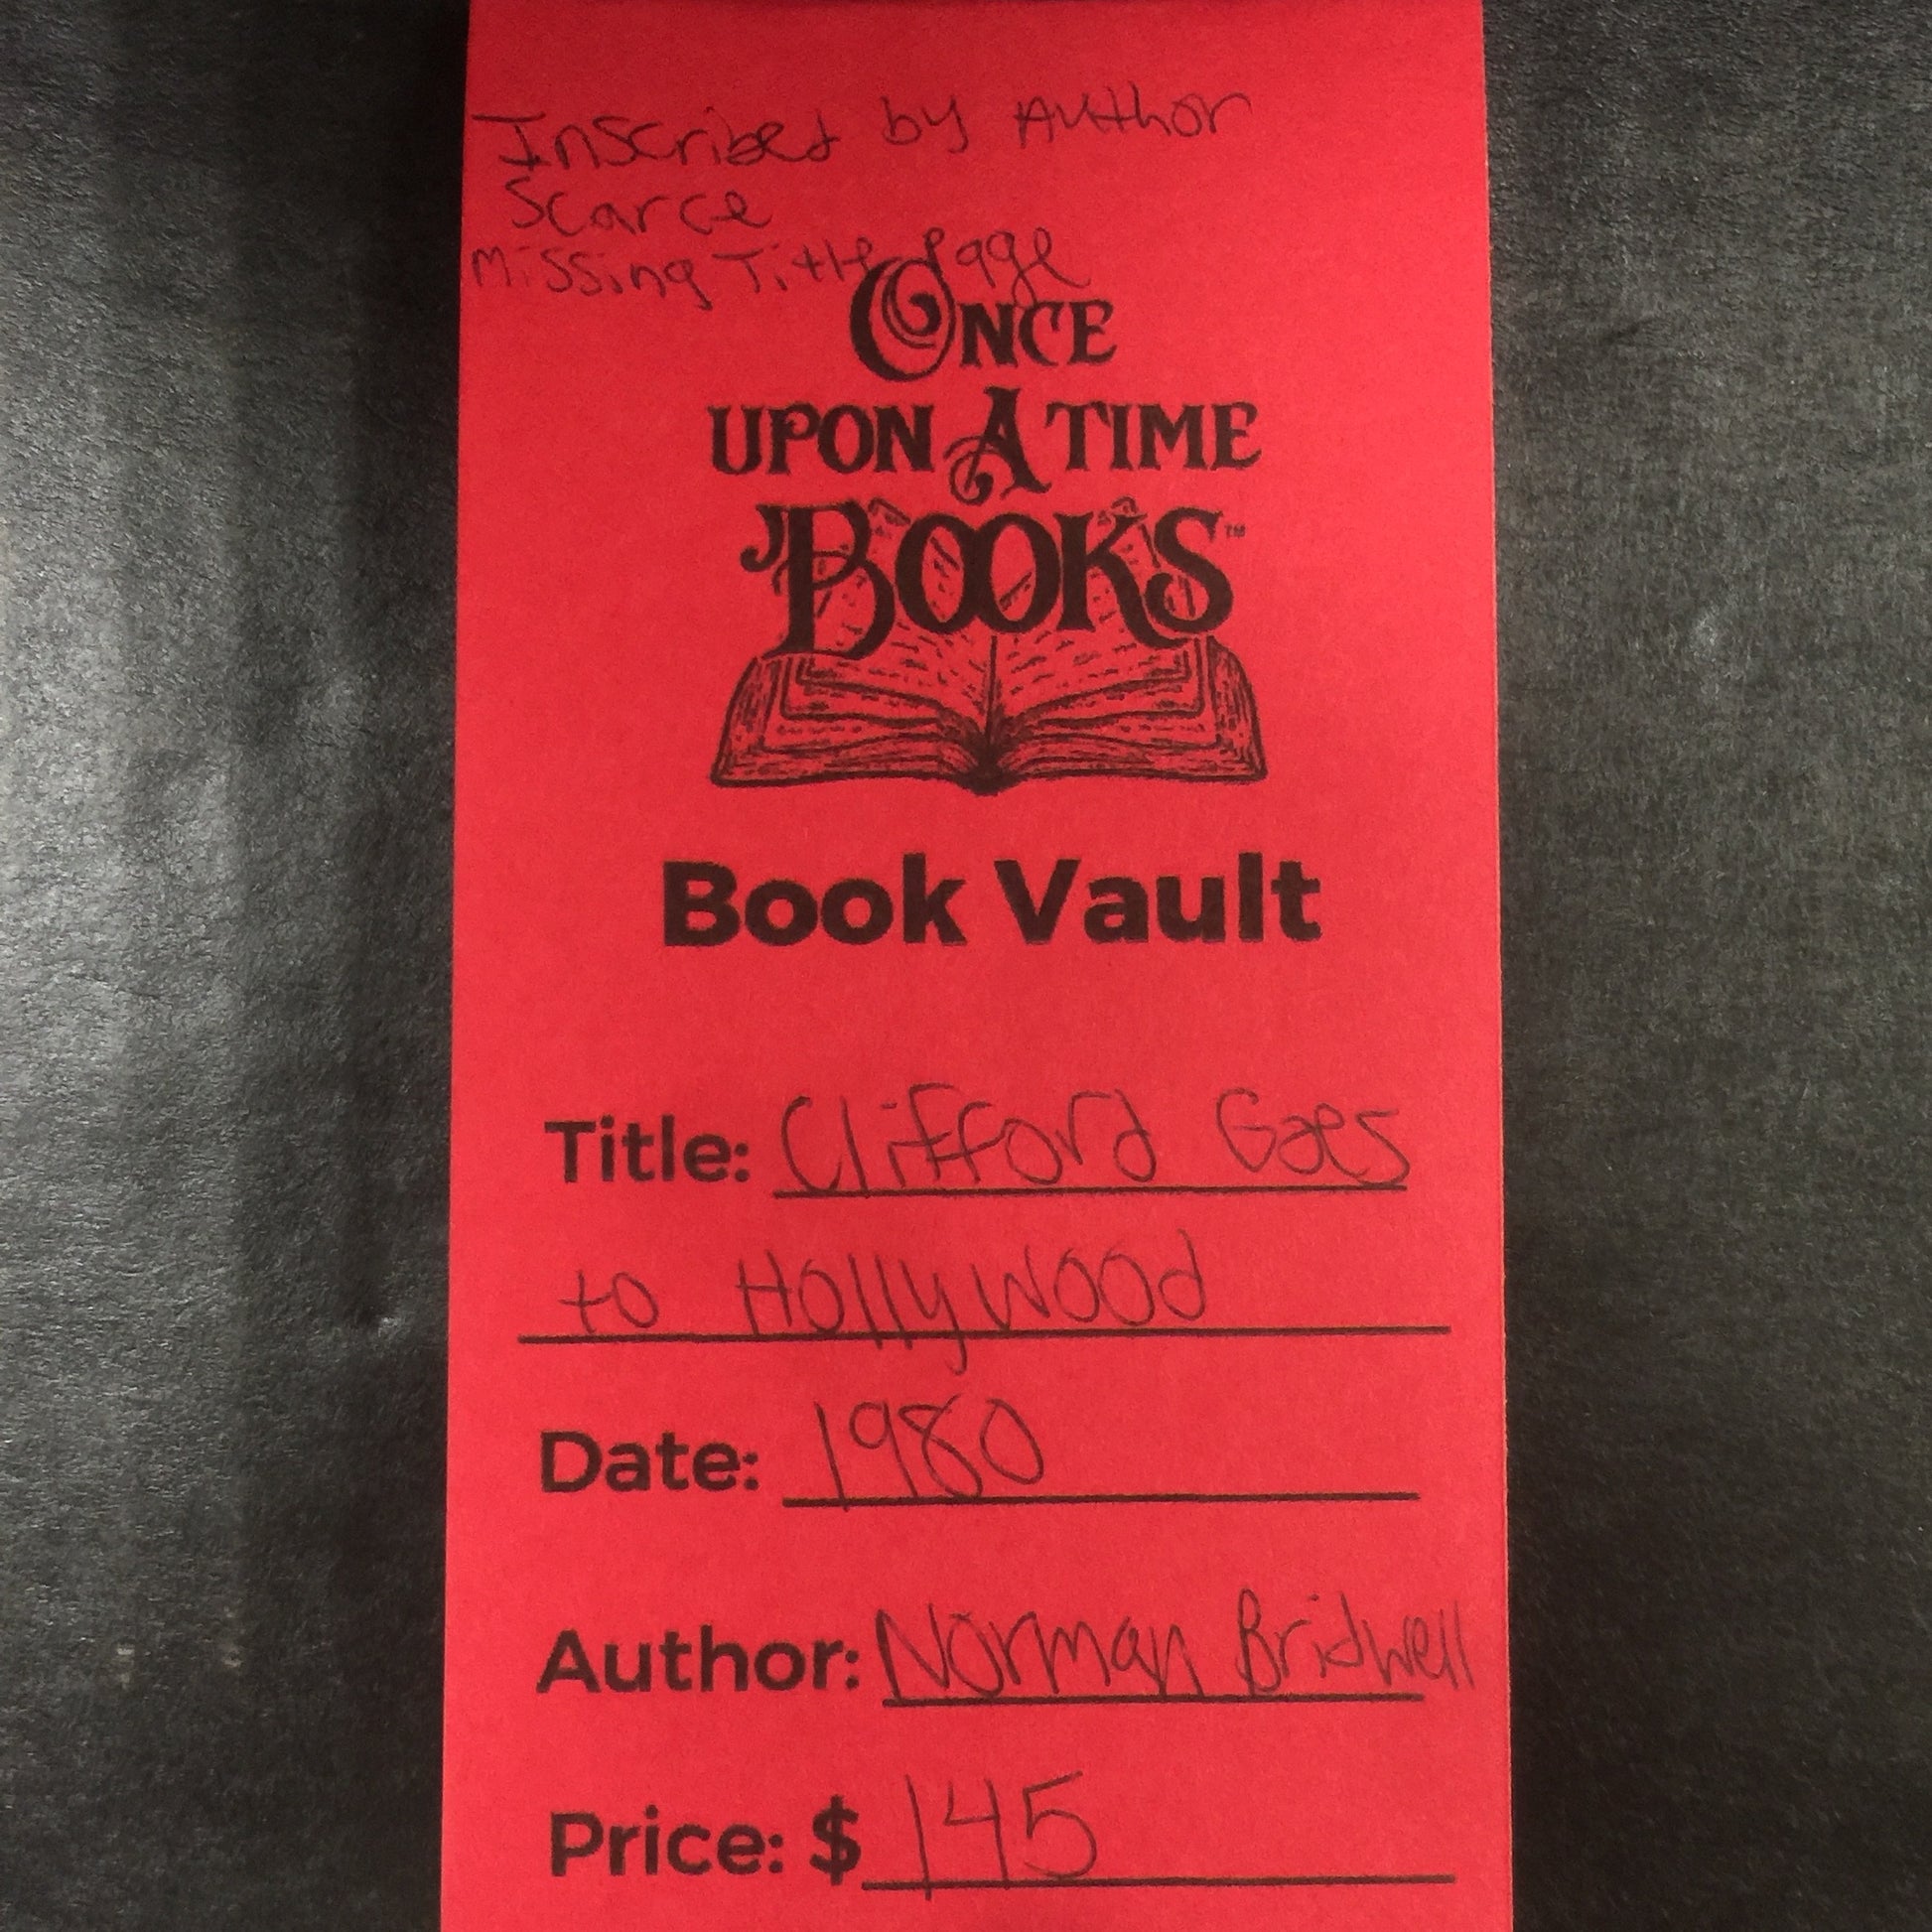 Inscribed by Author
Scarce
Missing Title Page
ONCE
UPON A TIME
BOOKS™
Book Vault
Title: Clifford Goes
to Hollywood
Date: 1980
Author: Norman Bridwell
Price: $ 145